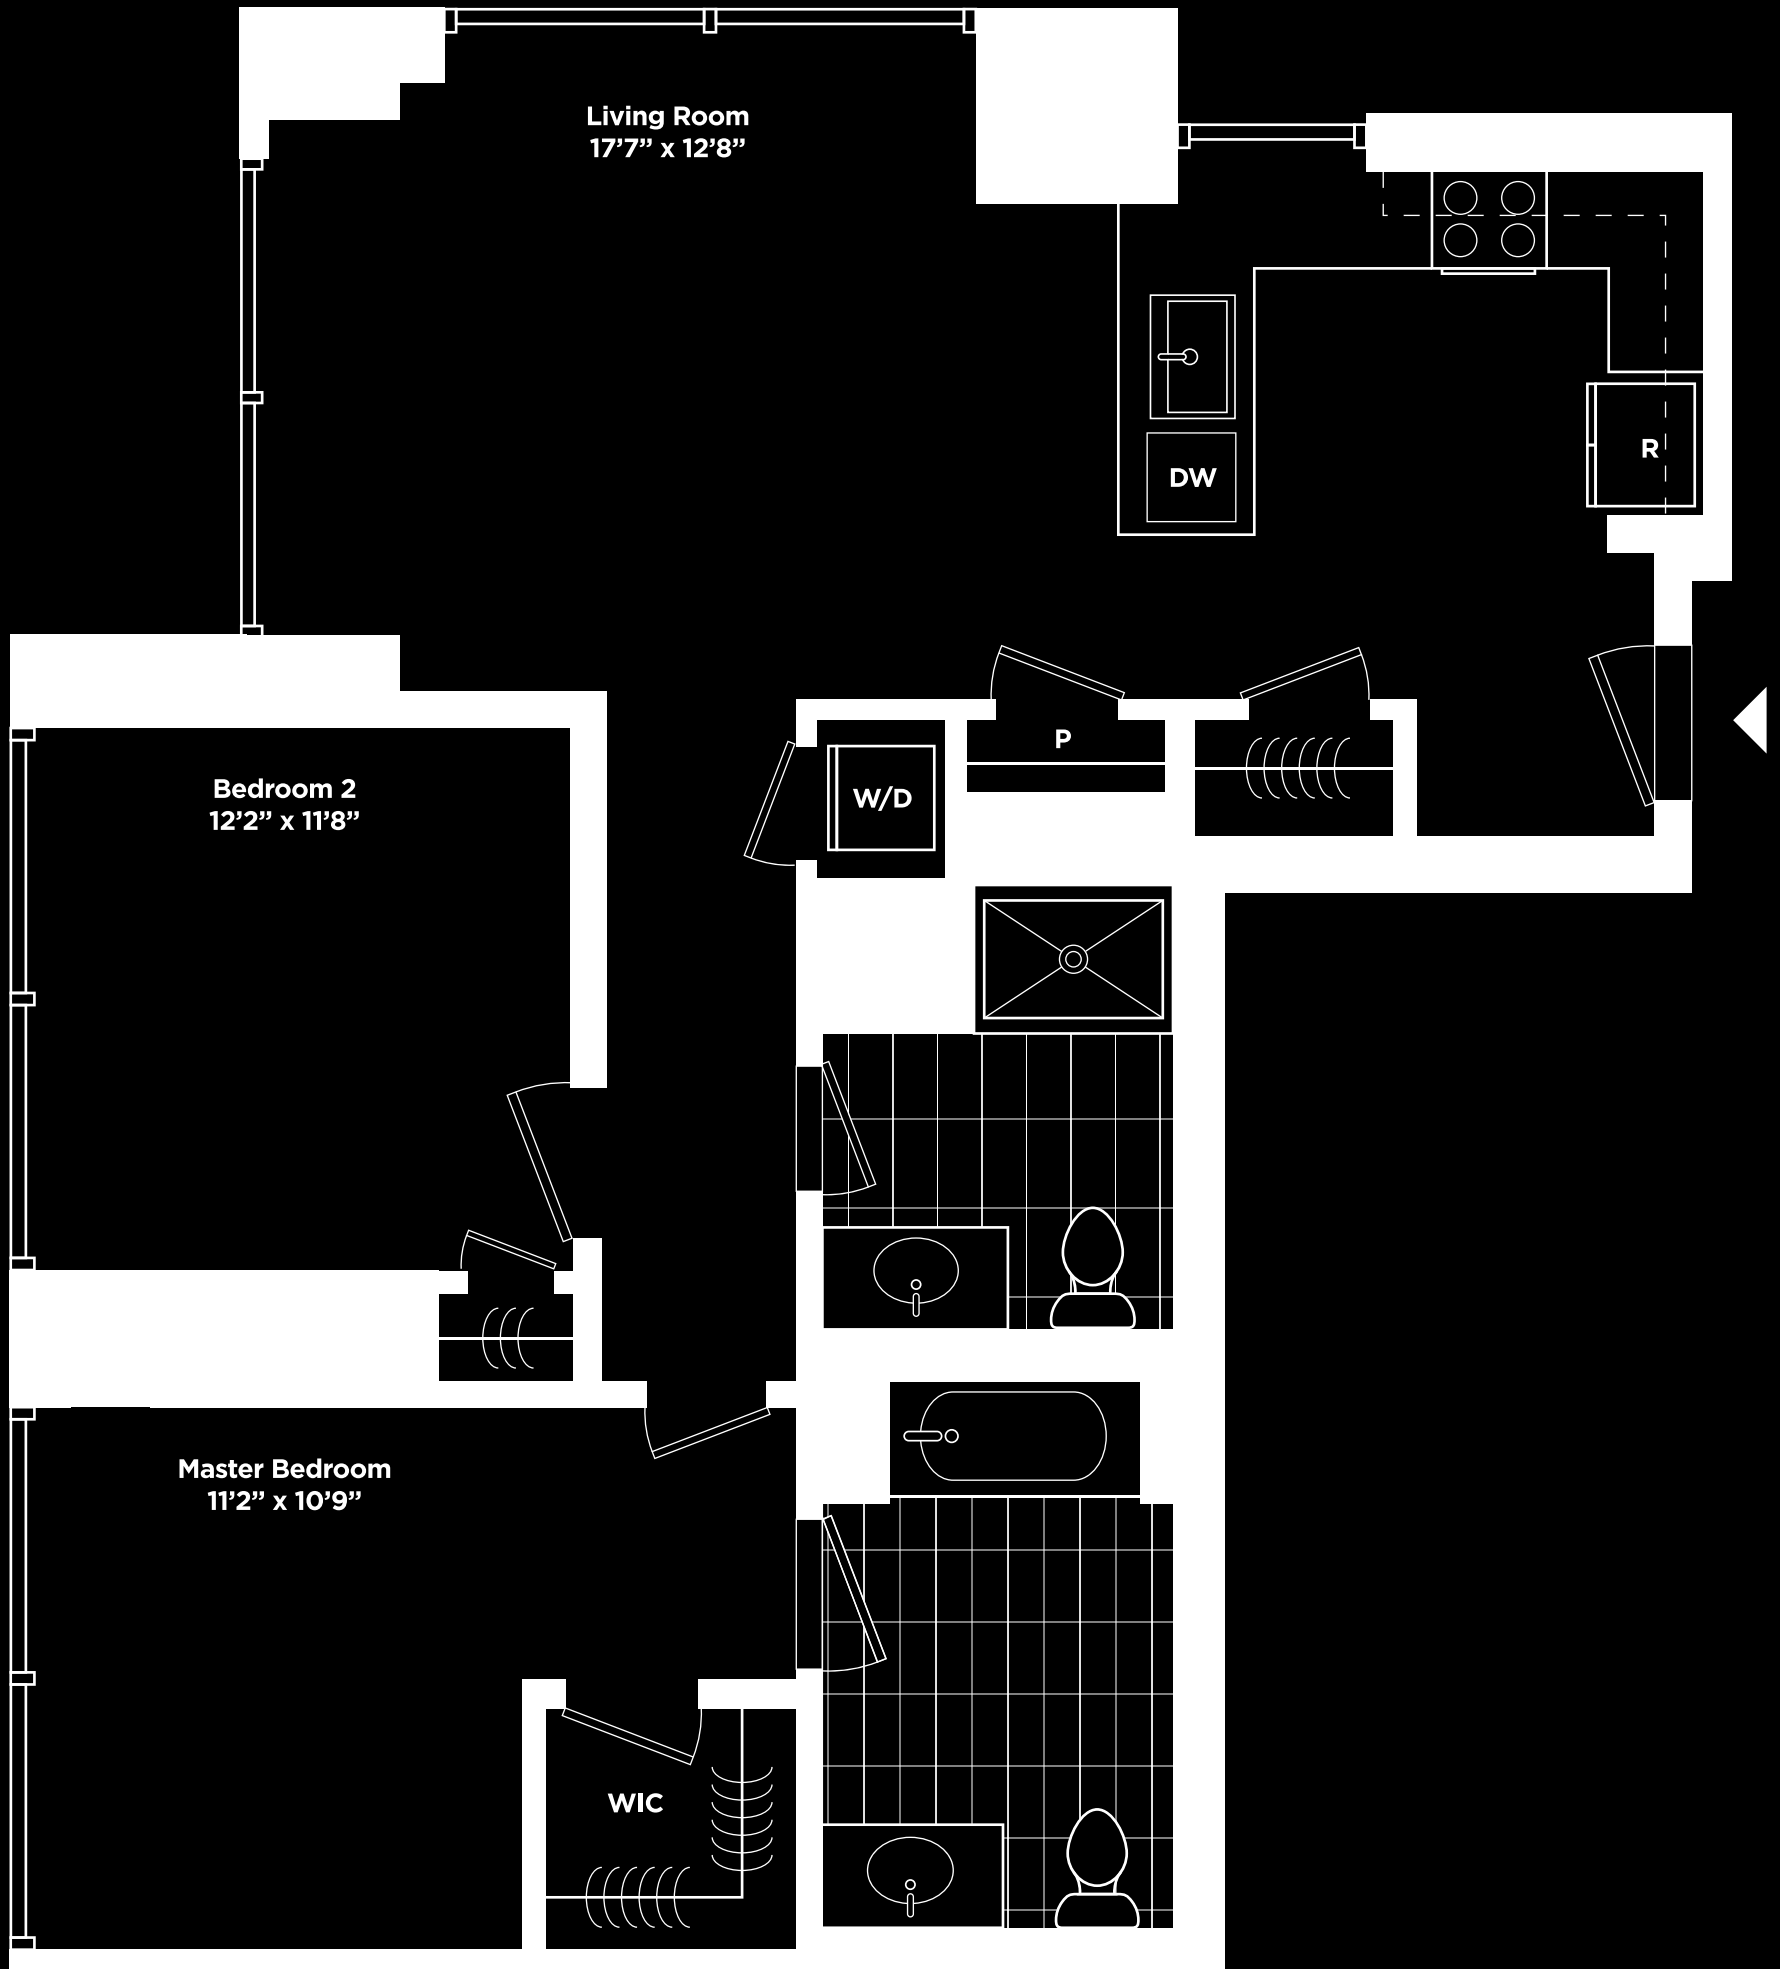 Living Room
17’7” x 12’8”
R
DW
P
W/D
Bedroom 2
12’2” x 11’8”
Master Bedroom
11’2” x 10’9”
WIC